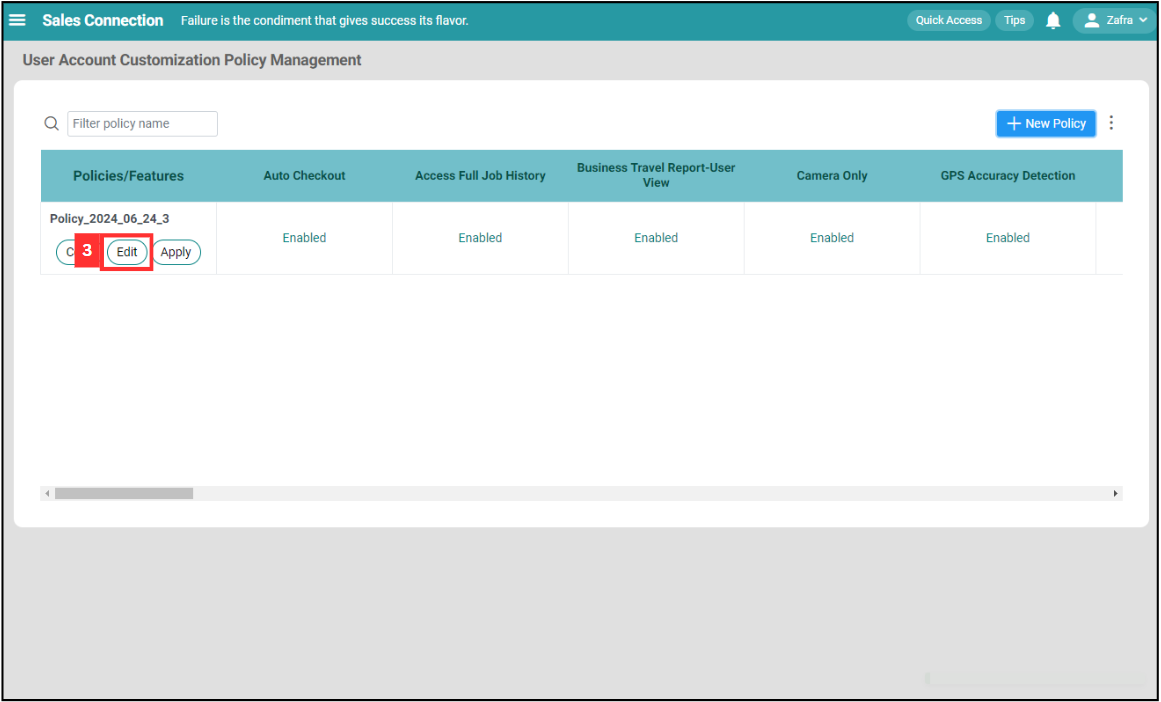 Sales Connection Failure is the condiment that gives success its flavor. Quick Access Tips Zafra
User Account Customization Policy Management
Filter policy name + New Policy
Policies/Features Auto Checkout Access Full Job History Business Travel Report-User View Camera Only GPS Accuracy Detection
Policy_2024_06_24_3
Enabled Enabled Enabled Enabled Enabled
3 Edit Apply